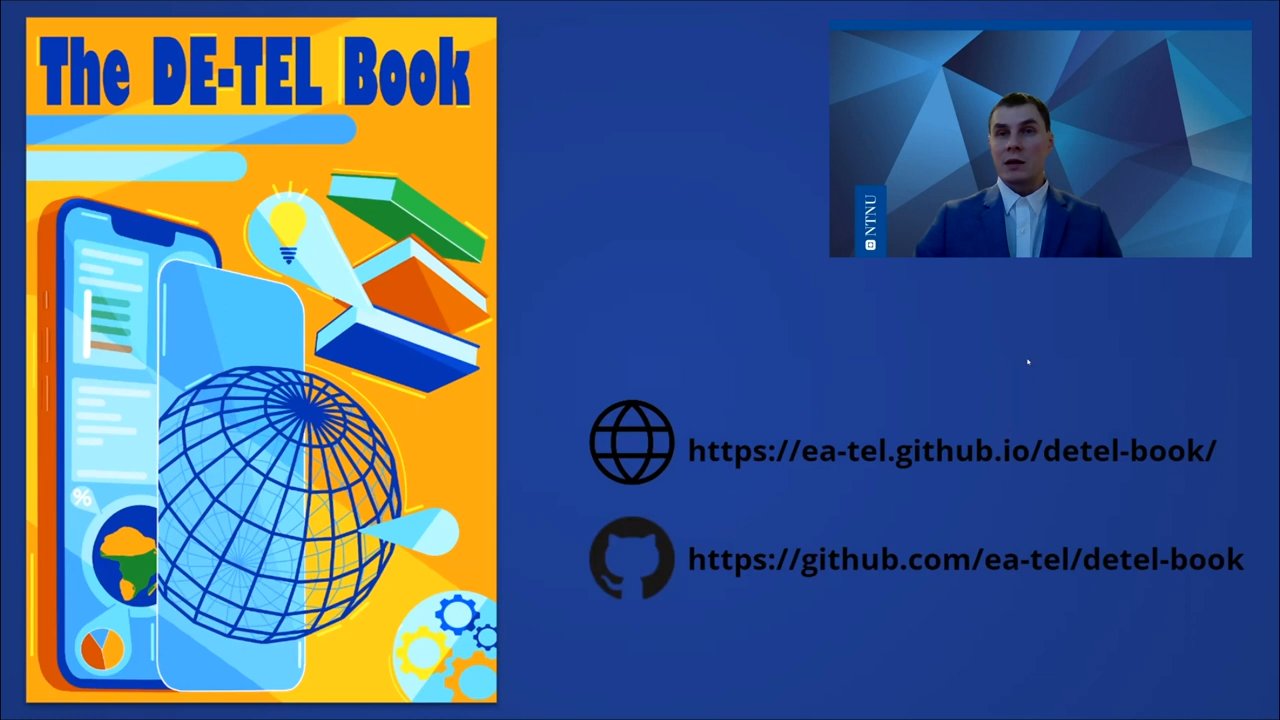 The DE-TEL Book
NTNU
%
https://ea-tel.github.io/detel-book/
https://github.com/ea-tel/detel-book